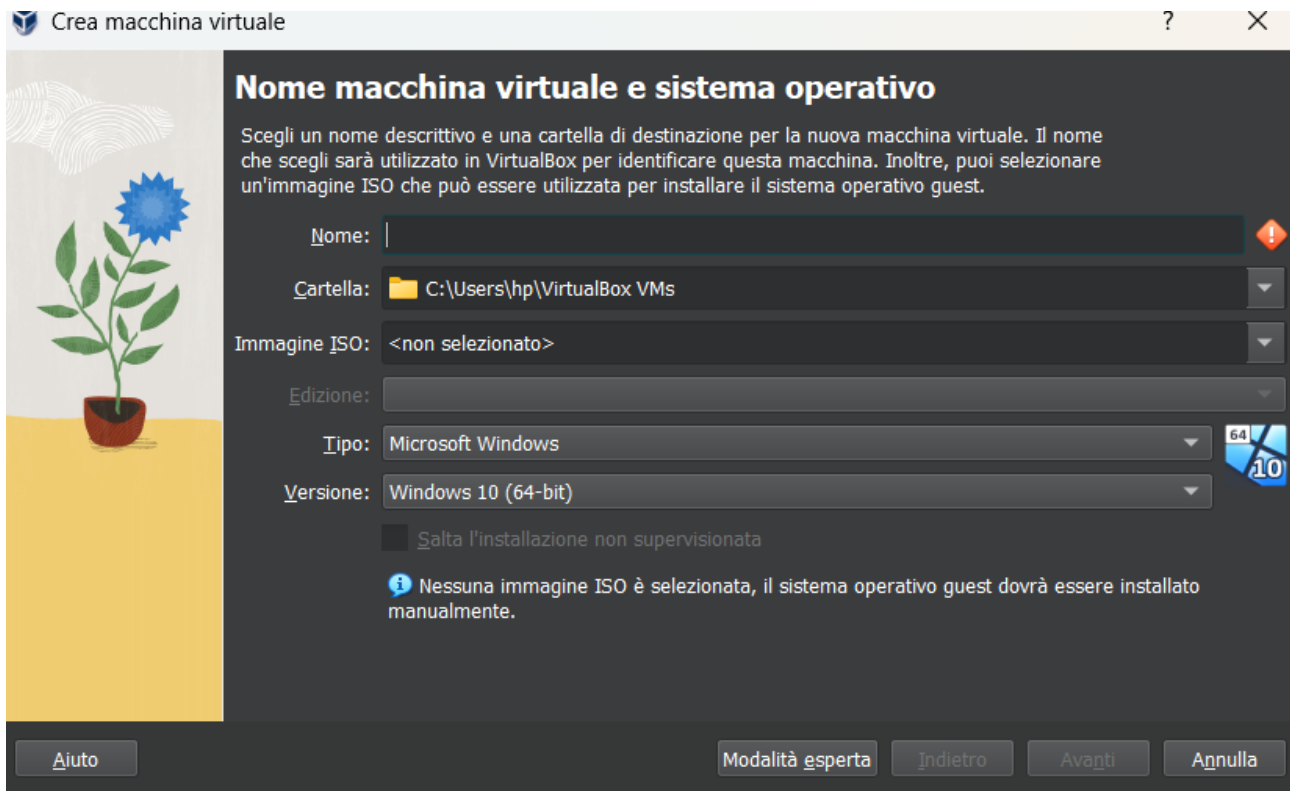 Crea macchina virtuale
?
Nome macchina virtuale e sistema operativo
Scegli un nome descrittivo e una cartella di destinazione per la nuova macchina virtuale. Il nome
che scegli sarà utilizzato in VirtualBox per identificare questa macchina. Inoltre, puoi selezionare
un'immagine ISO che può essere utilizzata per installare il sistema operativo guest.
Nome:
Cartella: C:\Users\hp\VirtualBox VMs
Immagine ISO: <non selezionato>
Edizione:
Tipo: Microsoft Windows
64
10
Versione: Windows 10 (64-bit)
Salta l'installazione non supervisionata
Nessuna immagine ISO è selezionata, il sistema operativo guest dovrà essere installato
manualmente.
Aiuto Modalità esperta Indietro Avanti Annulla